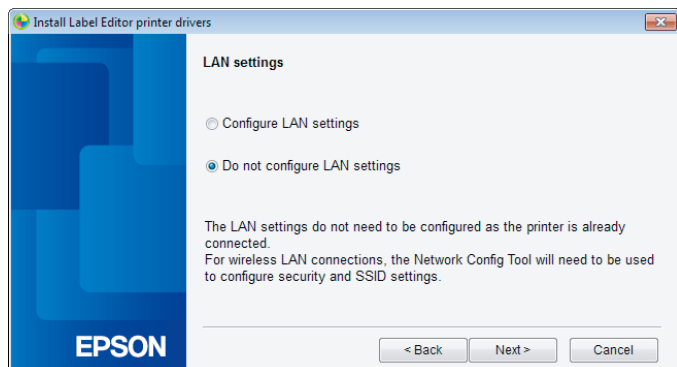 Install Label Editor printer drivers
LAN settings
Configure LAN settings
Do not configure LAN settings
The LAN settings do not need to be configured as the printer is already
connected.
For wireless LAN connections, the Network Config Tool will need to be used
to configure security and SSID settings.
EPSON
< Back
Next >
Cancel